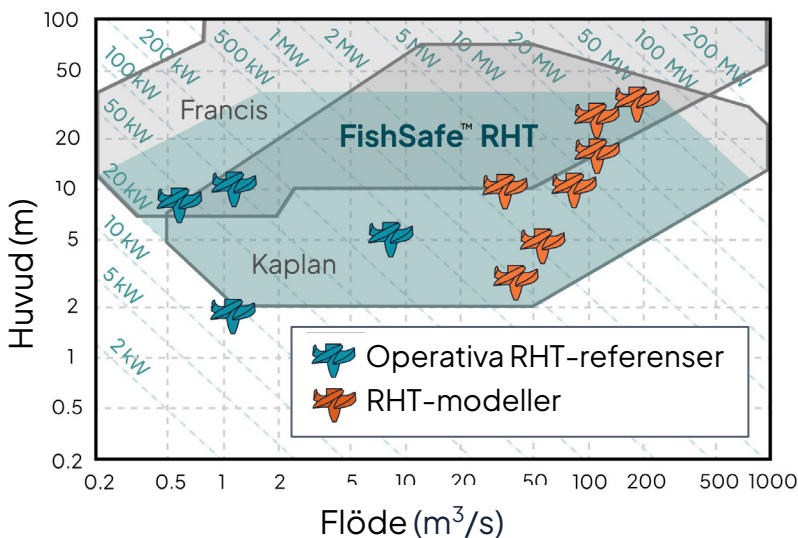 100
50
20
10
5
2
1
0.5
0.2
Huvud (m)
100 kW
200 kW
500 kW
1 MW
2 MW
5 MW
10 MW
20 MW
50 MW
100 MW
200 MW
50 kW
20 kW
10 kW
5 kW
2 kW
Francis
FishSafe™ RHT
Kaplan
Operativa RHT-referenser
RHT-modeller
0.2 0.5 1 2 5 10 20 50 100 200 500 1000
Flöde (m³/s)